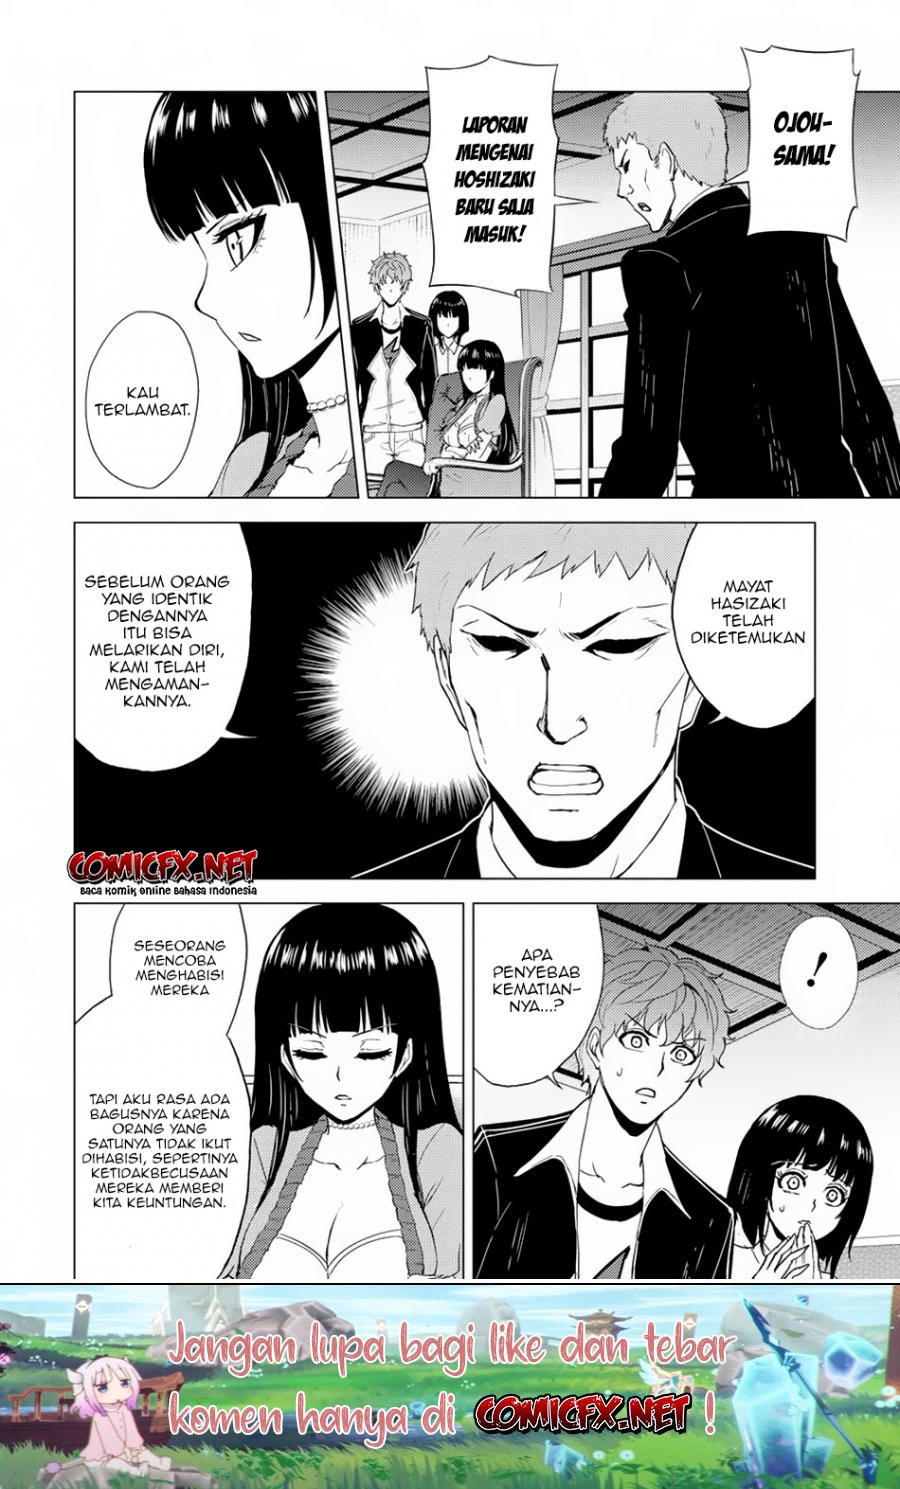 OJOU-
SAMA!
LAPORAN
MENGENAI
HOSHIZAKI
BARU SAJA
MASUK!
KAU
TERLAMBAT.
MAYAT
HASIZAKI
TELAH
DIKETEMUKAN
SEBELUM ORANG
YANG IDENTIK
DENGANNYA
ITU BISA
MELARIKAN DIRI,
KAMI TELAH
MENGAMAN-
KANNYA.
COMICFX.NET
Baca Komik Online Bahasa Indonesia
!
APA
PENYEBAB
KEMATIAN-
NYA...?
SESEORANG
MENCOBA
MENGHABISI
MEREKA
TAPI AKU RASA ADA
BAGUSNYA KARENA
ORANG YANG
SATUNYA TIDAK IKUT
DIHABISI, SEPERTINYA
KETIDAKBECUSAAN
MEREKA MEMBERI
KITA KEUNTUNGAN.
Jangan lupa bagi like dan tebar
komen hanya di COMICFX.NET !